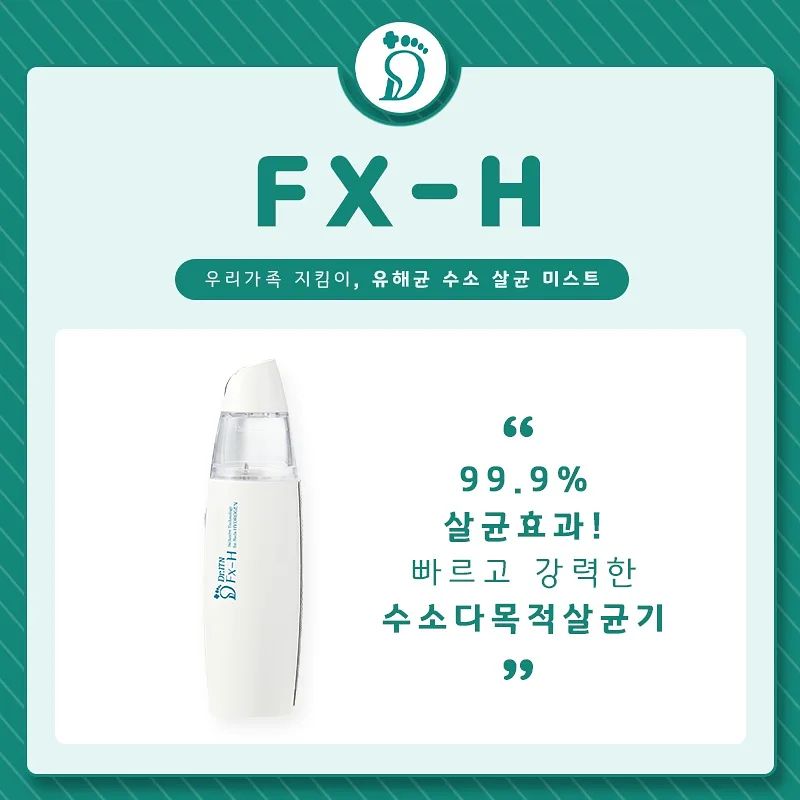 FX-H
우리가족 지킴이, 유해균 수소 살균 미스트
“
99.9%
살균효과!
빠르고 강력한
수소다목적살균기
”
Dr.ITN
FX-H